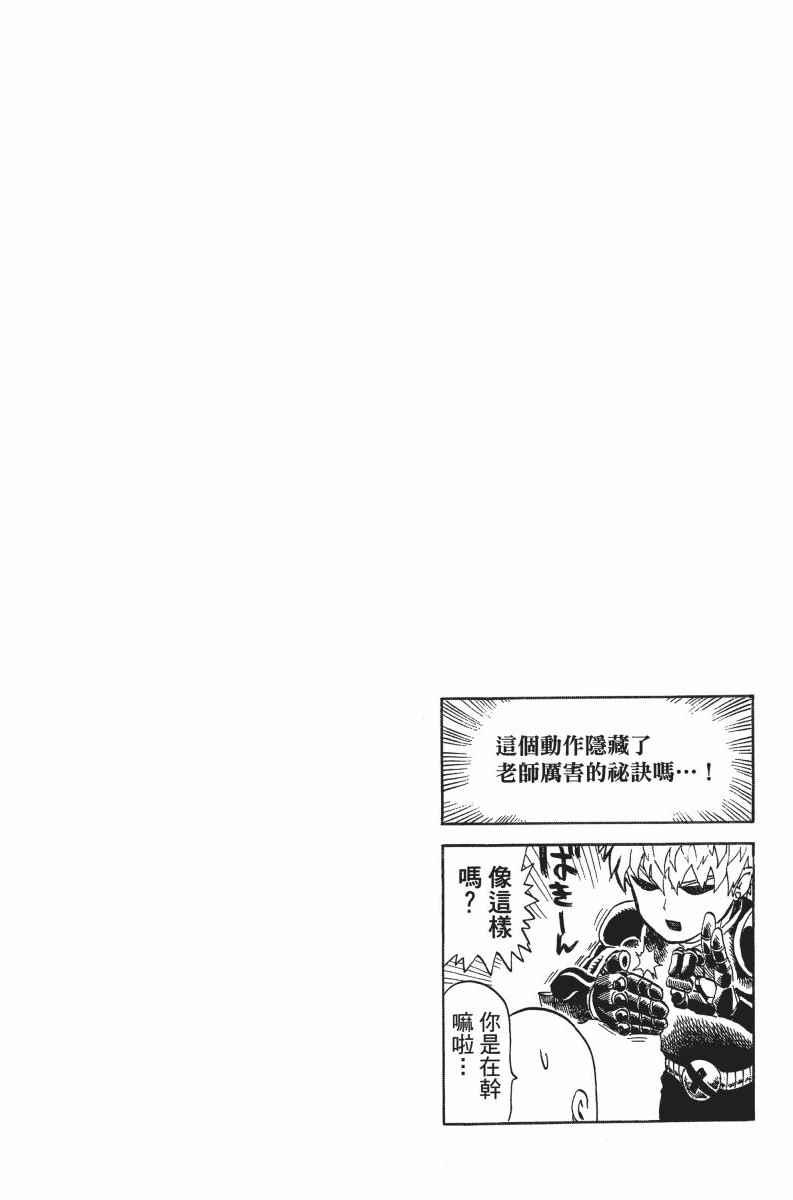 這個動作隱藏了
老師厲害的祕訣嗎…！
像這樣
嗎？
ばきーん
你是在幹
嘛啦…